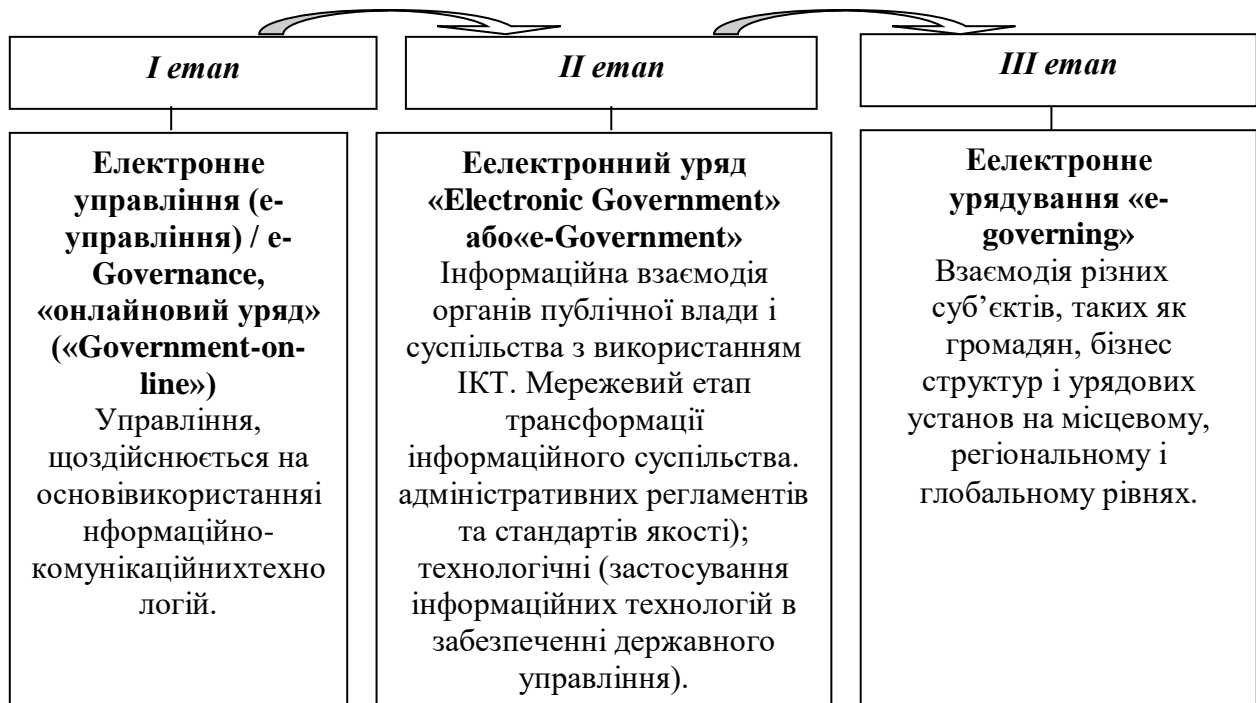 І етап
ІІ етап
ІІІ етап
Електронне
управління (е-
управління) / e-
Governance,
«онлайновий уряд»
(«Government-on-
line»)
Управління,
щоздійснюється на
основівикористанняі
нформаційно-
комунікаційнихтехно
логій.
Еелектронний уряд
«Electronic Government»
або«e-Government»
Інформаційна взаємодія
органів публічної влади і
суспільства з використанням
ІКТ. Мережевий етап
трансформації
інформаційного суспільства.
адміністративних регламентів
та стандартів якості);
технологічні (застосування
інформаційних технологій в
забезпеченні державного
управління).
Еелектронне
урядування «e-
governing»
Взаємодія різних
суб’єктів, таких як
громадян, бізнес
структур і урядових
установ на місцевому,
регіональному і
глобальному рівнях.